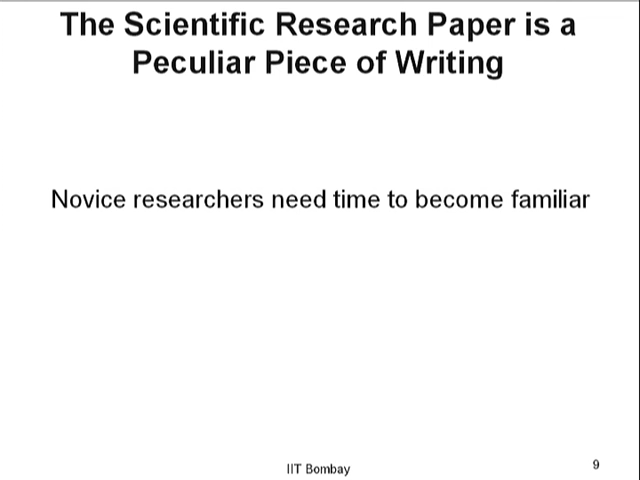 The Scientific Research Paper is a
Peculiar Piece of Writing
Novice researchers need time to become familiar
IIT Bombay
9